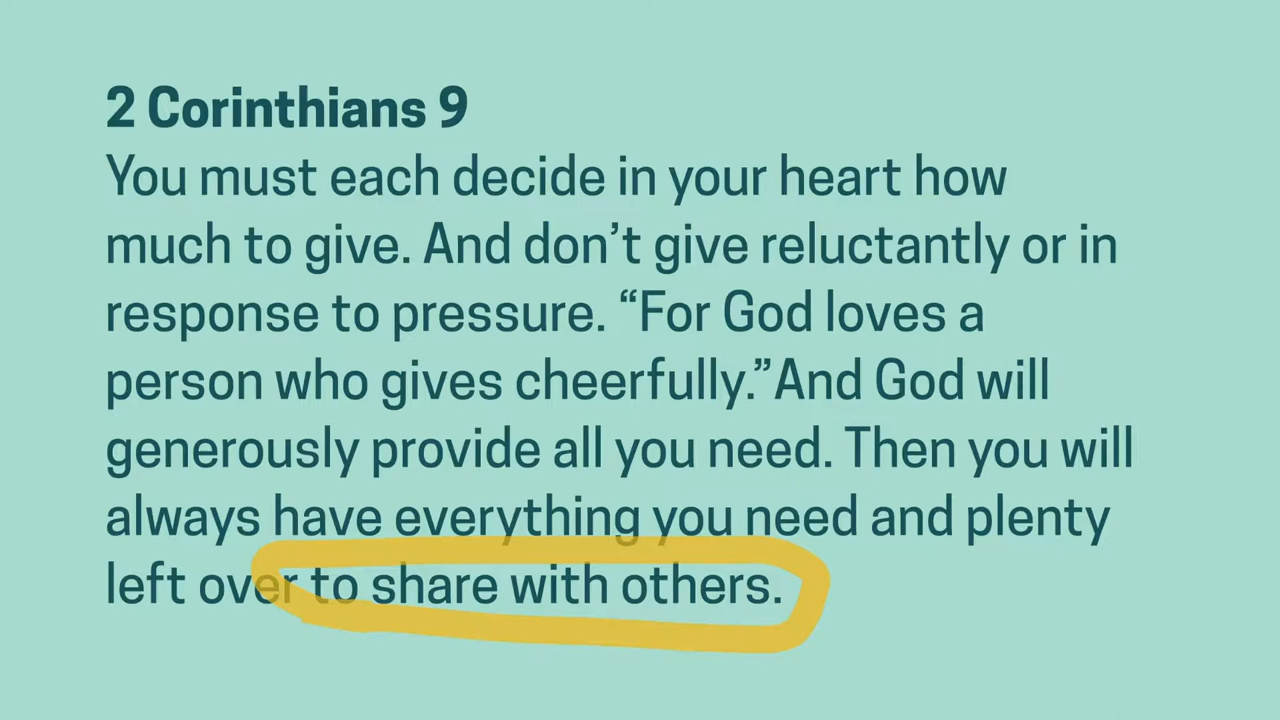 2 Corinthians 9
You must each decide in your heart how
much to give. And don’t give reluctantly or in
response to pressure. “For God loves a
person who gives cheerfully.”And God will
generously provide all you need. Then you will
always have everything you need and plenty
left over to share with others.